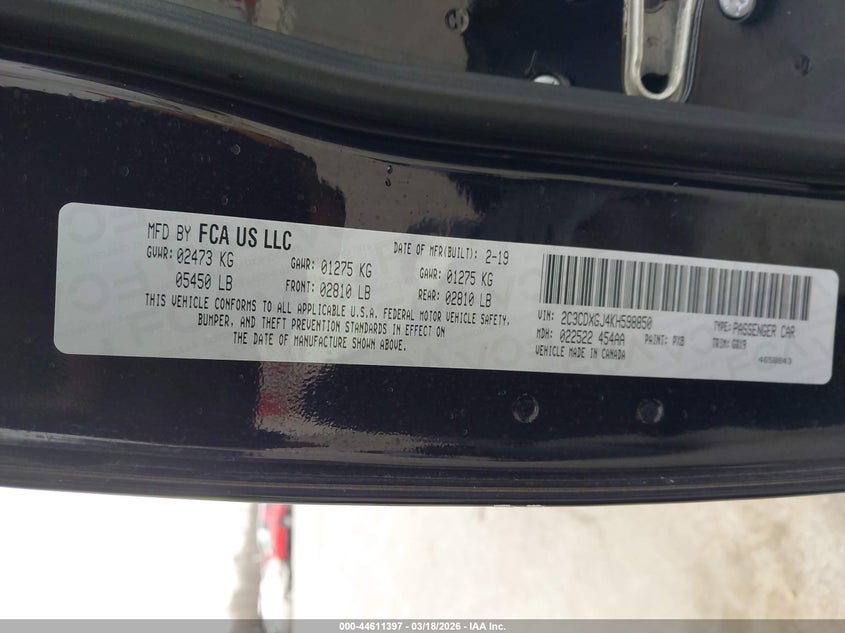 MFD BY FCA US LLC
DATE OF MFR(BUILT): 2-19
GVWR: 02473 KG
GAWR: 01275 KG
GAWR: 01275 KG
05450 LB
FRONT: 02810 LB
REAR: 02810 LB
THIS VEHICLE CONFORMS TO ALL APPLICABLE U.S.A. FEDERAL MOTOR VEHICLE SAFETY,
BUMPER, AND THEFT PREVENTION STANDARDS IN EFFECT ON
THE DATE OF MANUFACTURE SHOWN ABOVE.
VIN: 2C3CDXGJ4KH598850
TYPE: PASSENGER CAR
MDH: 022522 454AA
PAINT: PX8
TRIM: GRX9
VEHICLE MADE IN CANADA
4658843
000-44611397 - 03/18/2026 - IAA Inc.